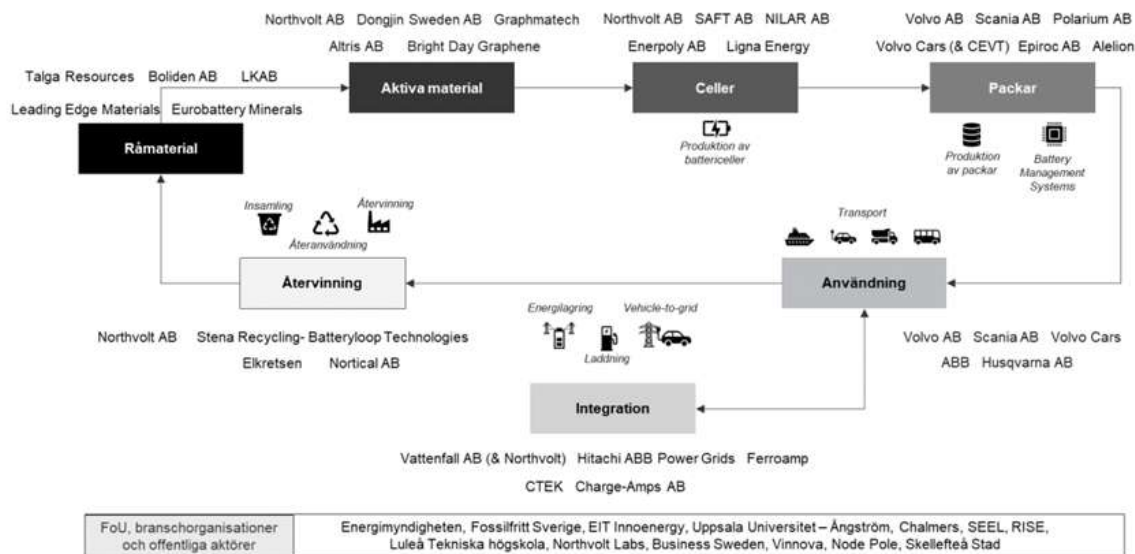 Northvolt AB Dongjin Sweden AB Graphmatech
Altris AB Bright Day Graphene
Northvolt AB SAFT AB NILAR AB
Enerpoly AB Ligna Energy
Volvo AB Scania AB Polarium AB
Volvo Cars (& CEVT) Epiroc AB Alelion
Talga Resources Boliden AB LKAB
Leading Edge Materials Eurobattery Minerals
Råmaterial
Aktiva material
Celler
Packar
Produktion av
battericeller
Produktion
av packar
Battery
Management
Systems
Insamling
Återvinning
Återanvändning
Återvinning
Transport
Användning
Northvolt AB Stena Recycling- Batteryloop Technologies
Elkretsen Nortical AB
Energilagring
Vehicle-to-grid
Laddning
Integration
Volvo AB Scania AB Volvo Cars
ABB Husqvarna AB
Vattenfall AB (& Northvolt) Hitachi ABB Power Grids Ferroamp
CTEK Charge-Amps AB
FoU, branschorganisationer
och offentliga aktörer
Energimyndigheten, Fossilfritt Sverige, EIT Innoenergy, Uppsala Universitet – Ångström, Chalmers, SEEL, RISE,
Luleå Tekniska högskola, Northvolt Labs, Business Sweden, Vinnova, Node Pole, Skellefteå Stad